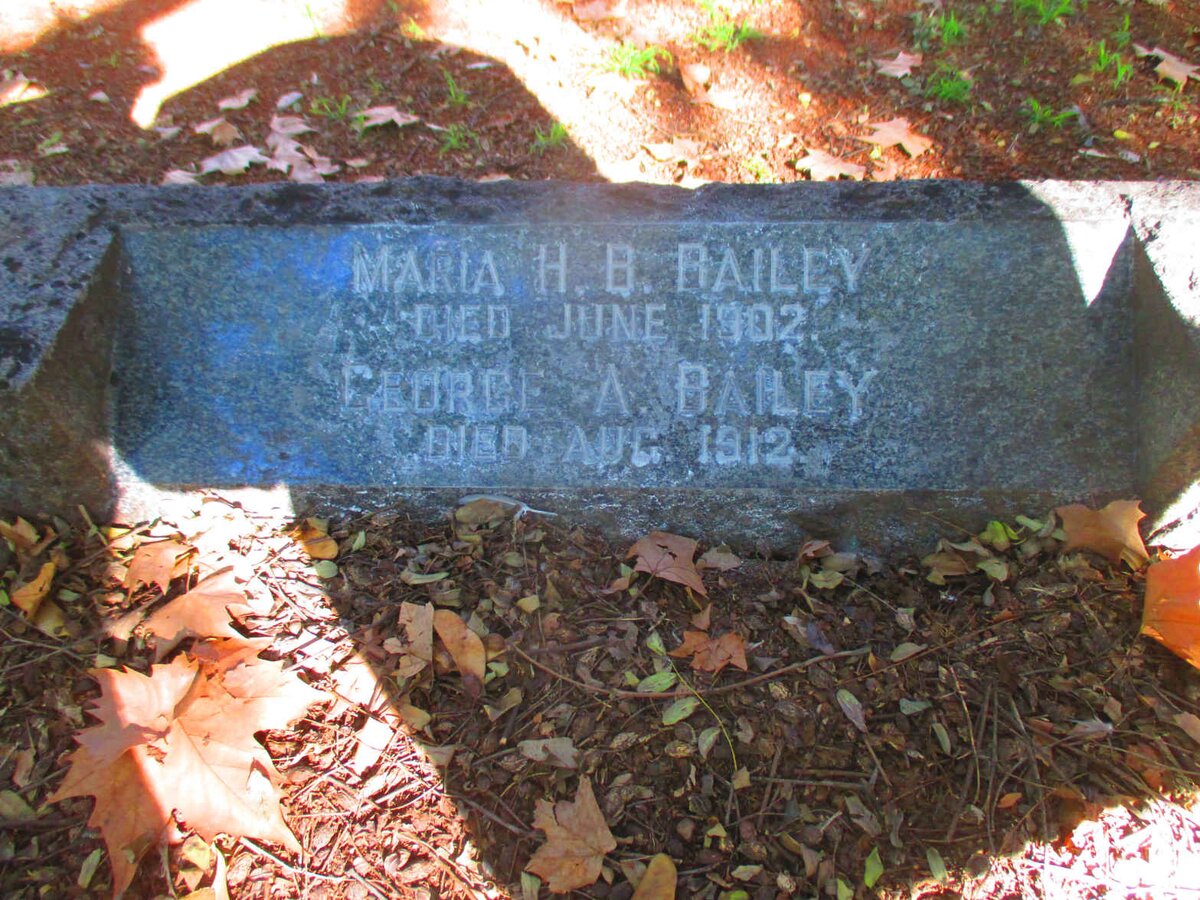 MARIA H. B. BAILEY
DIED JUNE 1902.
GEORGE A. BAILEY
DIED AUG. 1912.